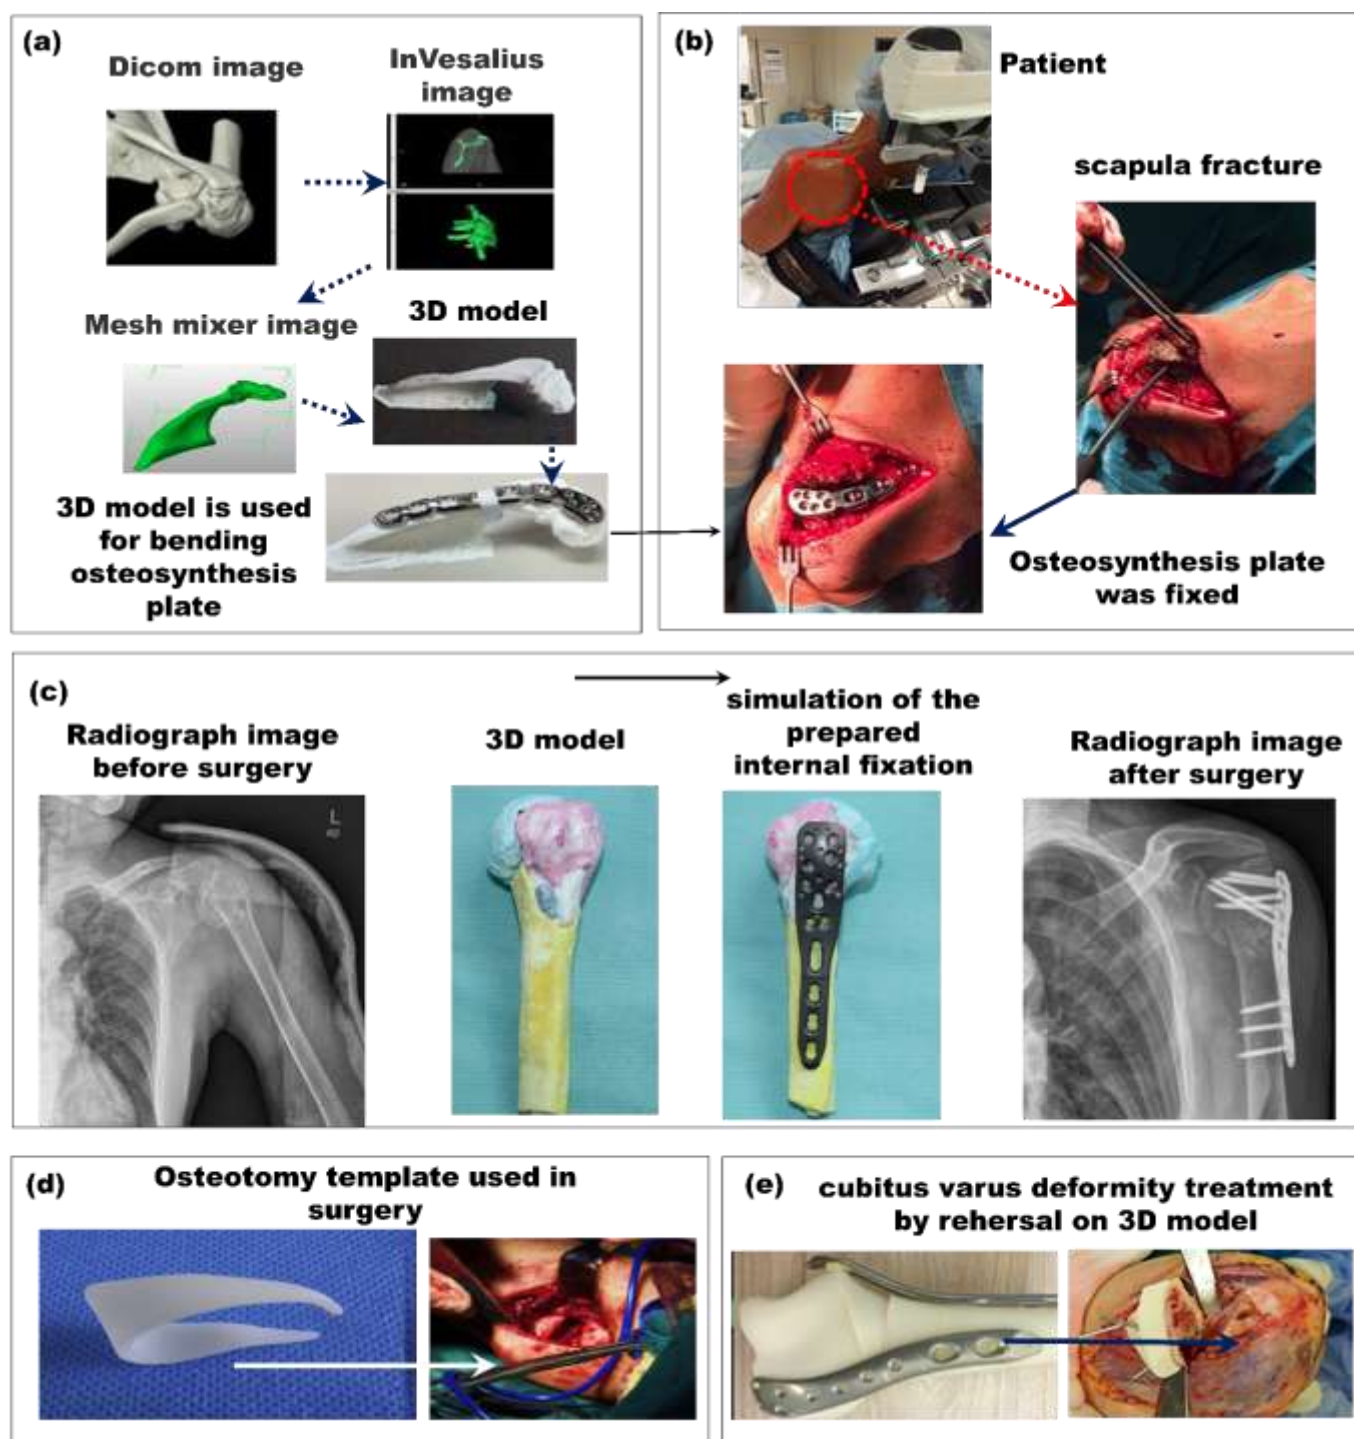 (a)
Dicom image
InVesalius
image
Mesh mixer image
3D model
3D model is used
for bending
osteosynthesis
plate
(b)
Patient
scapula fracture
Osteosynthesis plate
was fixed
(c)
Radiograph image
before surgery
3D model
simulation of the
prepared
internal fixation
Radiograph image
after surgery
L
(d)
Osteotomy template used in
surgery
(e)
cubitus varus deformity treatment
by rehersal on 3D model